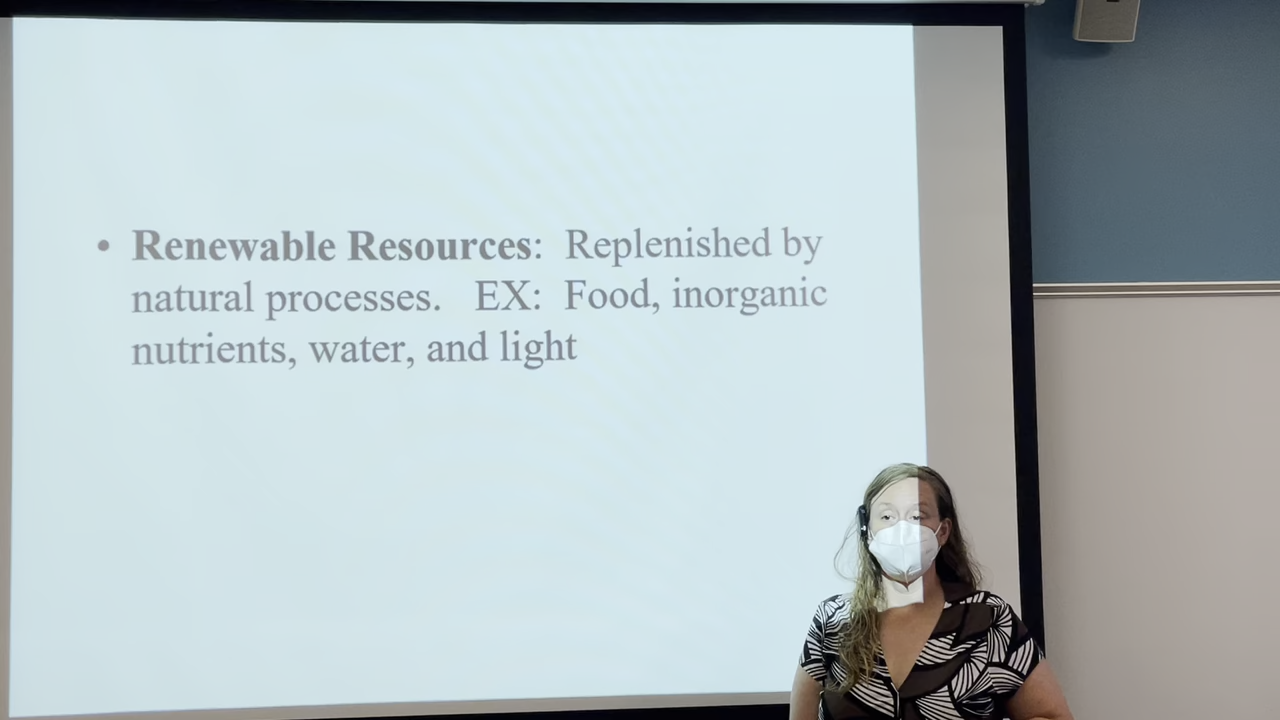 • Renewable Resources: Replenished by
natural processes. EX: Food, inorganic
nutrients, water, and light